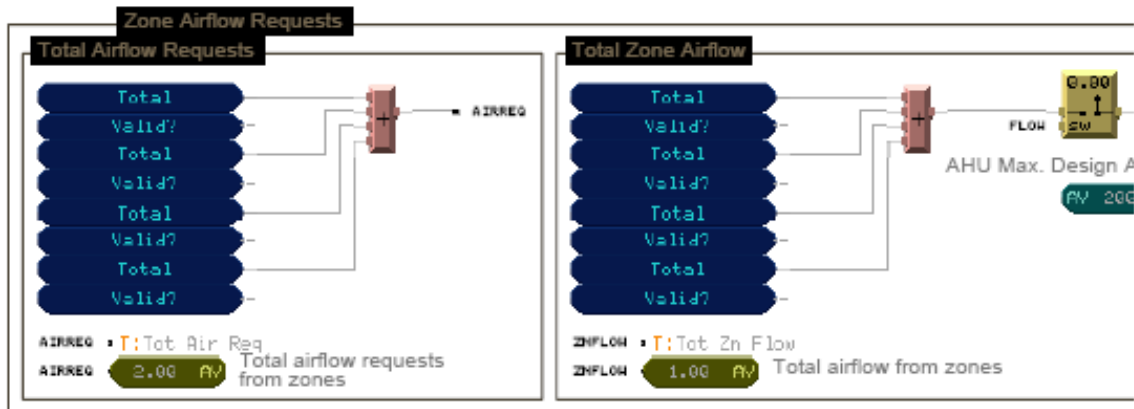 Zone Airflow Requests
Total Airflow Requests
Total
Valid?
Total
Valid?
Total
Valid?
Total
Valid?
+
AIRREQ
AIRREQ T:Tot Air Req
AIRREQ 2.00 AV
Total airflow requests
from zones
Total Zone Airflow
Total
Valid?
Total
Valid?
Total
Valid?
Total
Valid?
+
FLOW
0.00
sw
AHU Max. Design A
AV 200
ZNFLOW T:Tot Zn Flow
ZNFLOW 1.00 AV
Total airflow from zones